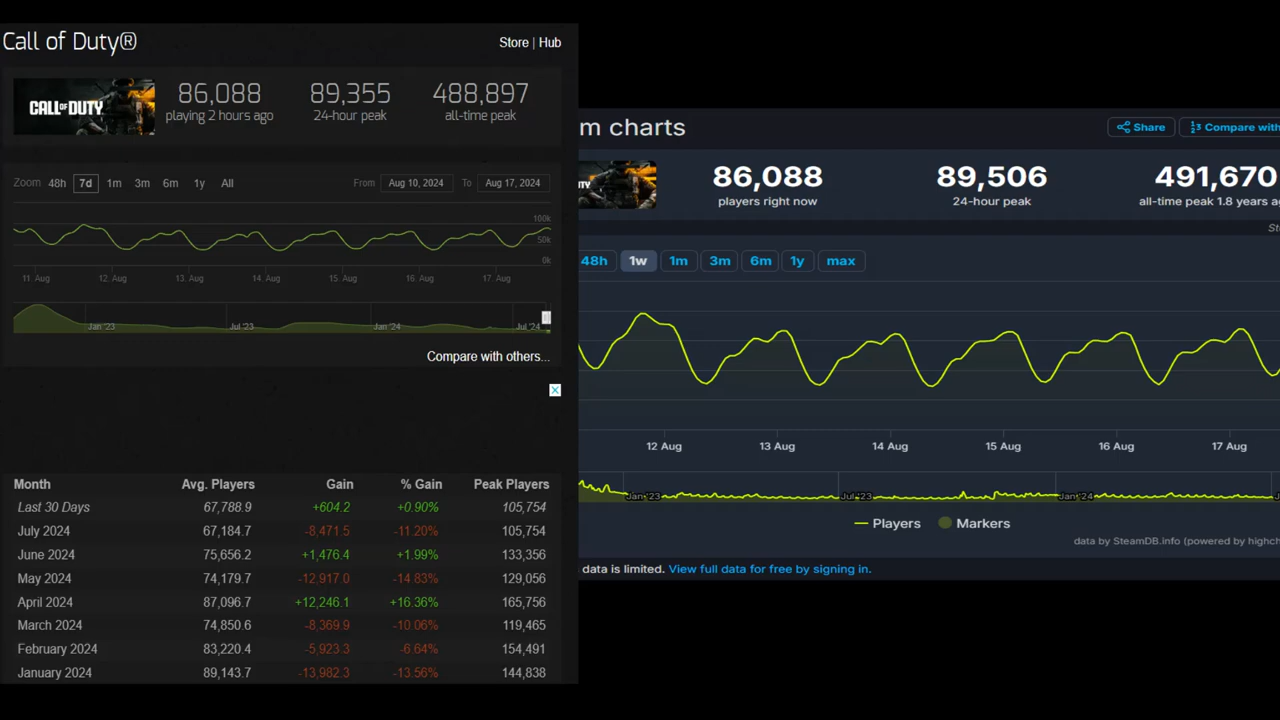 Call of Duty®
Store | Hub
CALL OF DUTY
86,088
playing 2 hours ago
89,355
24-hour peak
488,897
all-time peak
Zoom 48h 7d 1m 3m 6m 1y All
From Aug 10, 2024 To Aug 17, 2024
100k
50k
0k
11. Aug 12. Aug 13. Aug 14. Aug 15. Aug 16. Aug 17. Aug
Jan '23 Jul '23 Jan '24 Jul '24
Compare with others...
Month Avg. Players Gain % Gain Peak Players
Last 30 Days 67,788.9 +604.2 +0.90% 105,754
July 2024 67,184.7 -8,471.5 -11.20% 105,754
June 2024 75,656.2 +1,476.4 +1.99% 133,356
May 2024 74,179.7 -12,917.0 -14.83% 129,056
April 2024 87,096.7 +12,246.1 +16.36% 165,756
March 2024 74,850.6 -8,369.9 -10.06% 119,465
February 2024 83,220.4 -5,923.3 -6.64% 154,491
January 2024 89,143.7 -13,982.3 -13.56% 144,838
m charts
Share
Compare with
86,088
players right now
89,506
24-hour peak
491,670
all-time peak 1.8 years ag
48h 1w 1m 3m 6m 1y max
12 Aug 13 Aug 14 Aug 15 Aug 16 Aug 17 Aug
Jan '23 Jul '23 Jan '24
Players Markers
data by SteamDB.info (powered by highch
data is limited. View full data for free by signing in.